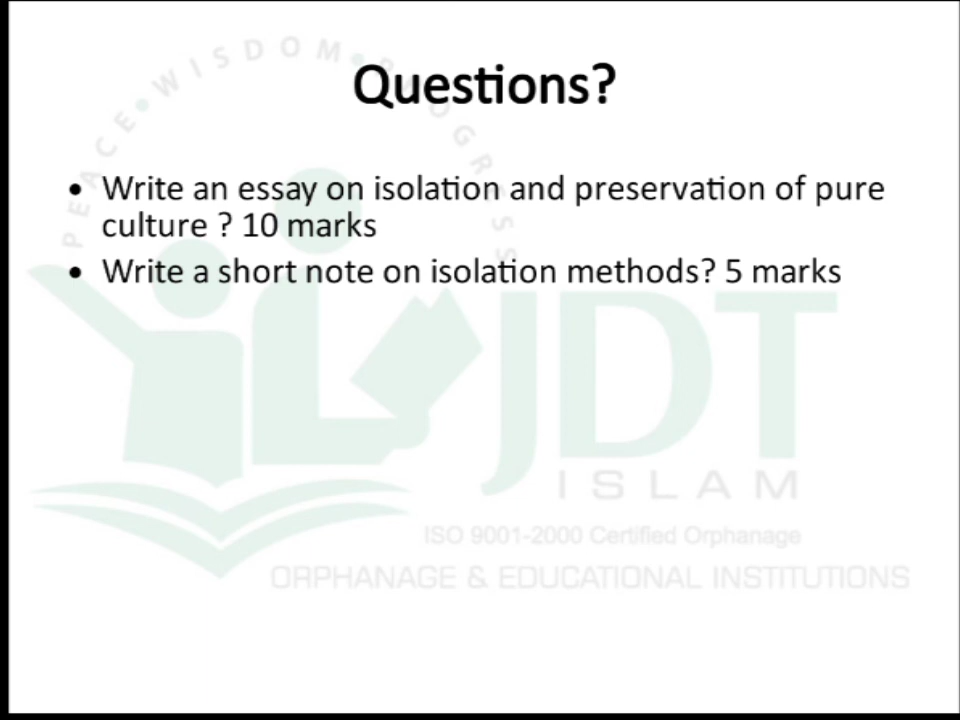 PEACE•WISDOM•PROGRESS
Questions?
• Write an essay on isolation and preservation of pure
culture ? 10 marks
• Write a short note on isolation methods? 5 marks
JDT
ISLAM
ISO 9001-2000 Certified Orphanage
ORPHANAGE & EDUCATIONAL INSTITUTIONS